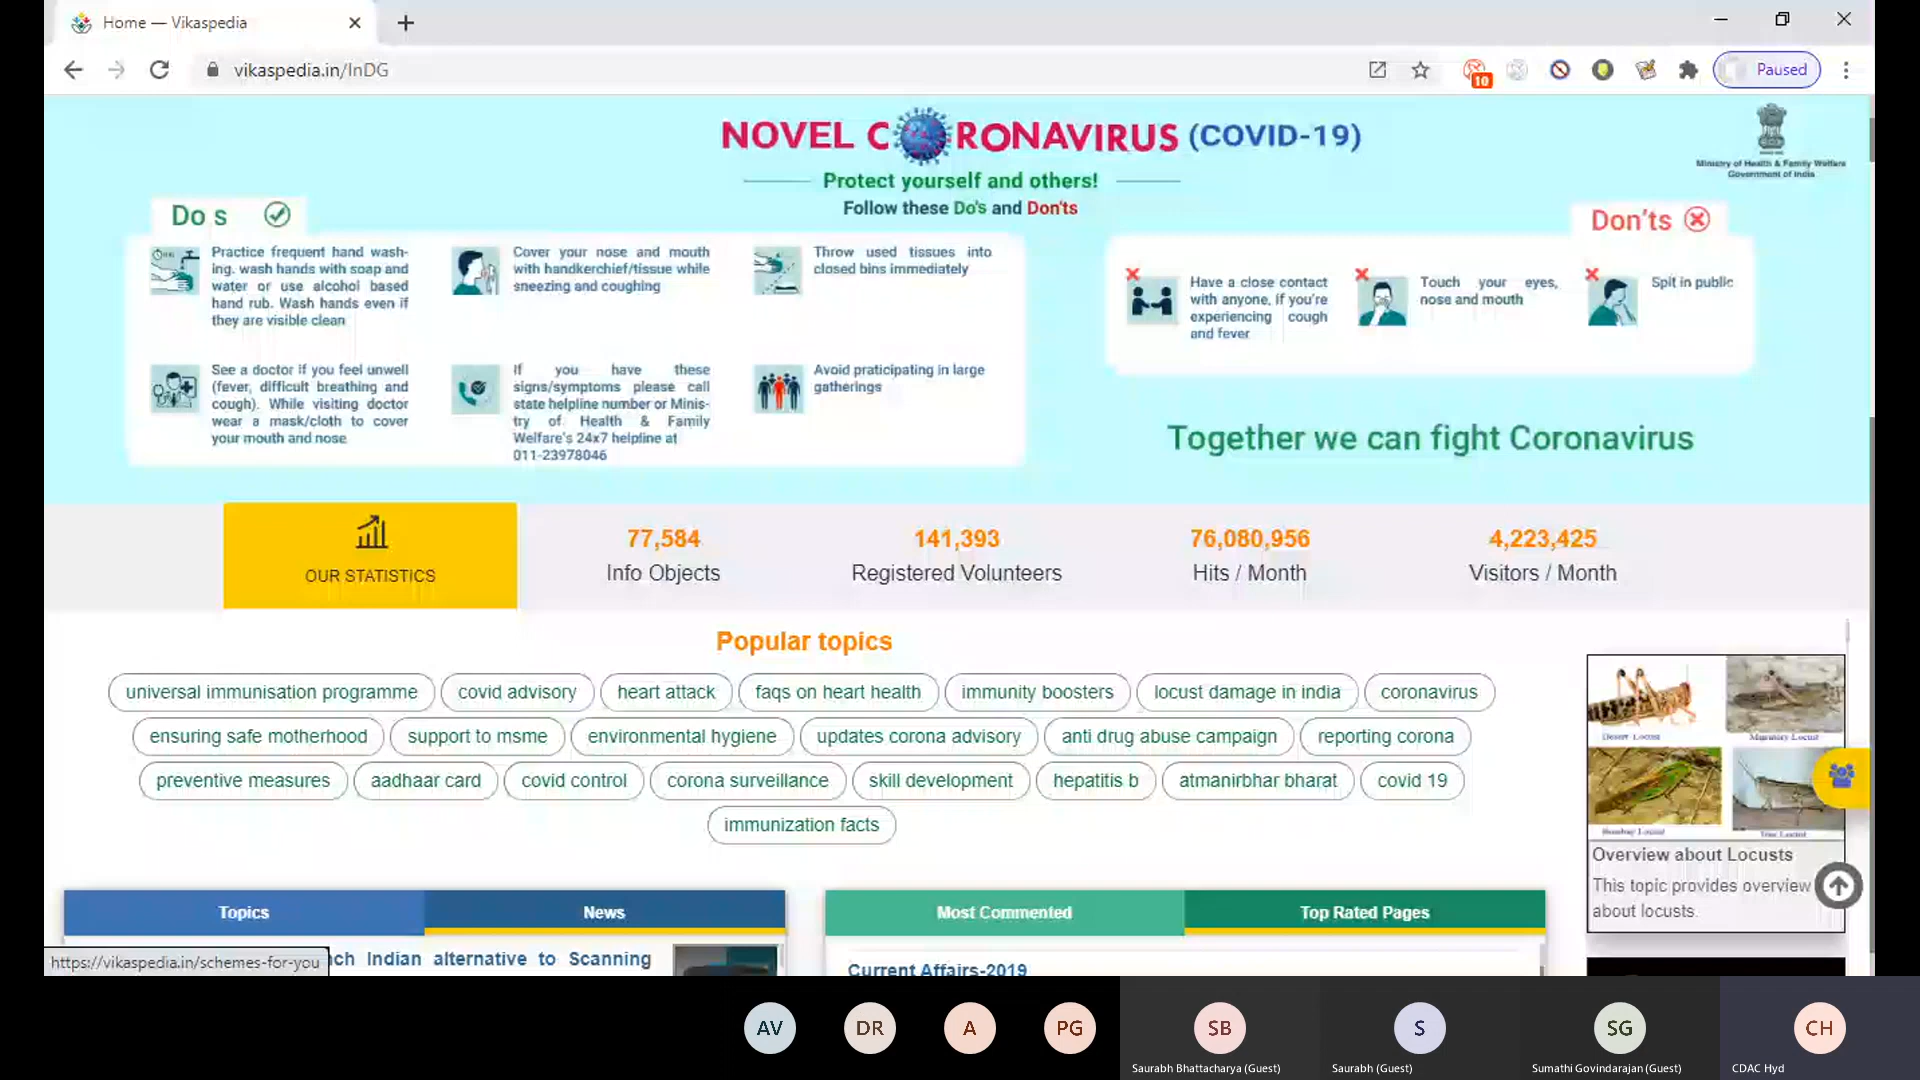 Home — Vikaspedia
vikaspedia.in/InDG
10
Paused
NOVEL CORONAVIRUS (COVID-19)
Ministry of Health & Family Welfare
Government of India
Protect yourself and others!
Follow these Do's and Don'ts
Do s
Practice frequent hand wash-
ing. wash hands with soap and
water or use alcohol based
hand rub. Wash hands even if
they are visible clean
Cover your nose and mouth
with handkerchief/tissue while
sneezing and coughing
Throw used tissues into
closed bins immediately
See a doctor if you feel unwell
(fever, difficult breathing and
cough). While visiting doctor
wear a mask/cloth to cover
your mouth and nose
If you have these
signs/symptoms please call
state helpline number or Minis-
try of Health & Family
Welfare's 24x7 helpline at
011-23978046
Avoid praticipating in large
gatherings
Don'ts
Have a close contact
with anyone, if you're
experiencing cough
and fever
Touch your eyes,
nose and mouth
Spit in public
Together we can fight Coronavirus
OUR STATISTICS
77,584
Info Objects
141,393
Registered Volunteers
76,080,956
Hits / Month
4,223,425
Visitors / Month
Popular topics
universal immunisation programme covid advisory heart attack faqs on heart health immunity boosters locust damage in india coronavirus
ensuring safe motherhood support to msme environmental hygiene updates corona advisory anti drug abuse campaign reporting corona
preventive measures aadhaar card covid control corona surveillance skill development hepatitis b atmanirbhar bharat covid 19
immunization facts
Desert Locust Migratory Locust
Bombay Locust Tree Locust
Overview about Locusts
This topic provides overview
about locusts.
Topics News
Indian alternative to Scanning
Most Commented Top Rated Pages
Current Affairs-2019
https://vikaspedia.in/schemes-for-you
AV DR A PG SB S SG CH
Saurabh Bhattacharya (Guest) Saurabh (Guest) Sumathi Govindarajan (Guest) CDAC Hyd